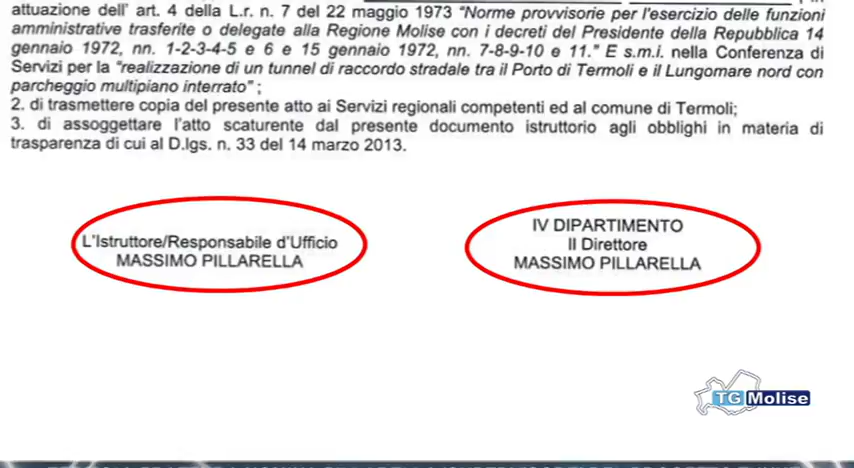 attuazione dell' art. 4 della L.r. n. 7 del 22 maggio 1973 "Norme provvisorie per l'esercizio delle funzioni
amministrative trasferite o delegate alla Regione Molise con i decreti del Presidente della Repubblica 14
gennaio 1972, nn. 1-2-3-4-5 e 6 e 15 gennaio 1972, nn. 7-8-9-10 e 11." E s.m.i. nella Conferenza di
Servizi per la "realizzazione di un tunnel di raccordo stradale tra il Porto di Termoli e il Lungomare nord con
parcheggio multipiano interrato" ;
2. di trasmettere copia del presente atto ai Servizi regionali competenti ed al comune di Termoli;
3. di assoggettare l'atto scaturente dal presente documento istruttorio agli obblighi in materia di
trasparenza di cui al D.lgs. n. 33 del 14 marzo 2013.
L'Istruttore/Responsabile d'Ufficio
MASSIMO PILLARELLA
IV DIPARTIMENTO
Il Direttore
MASSIMO PILLARELLA
TG Molise